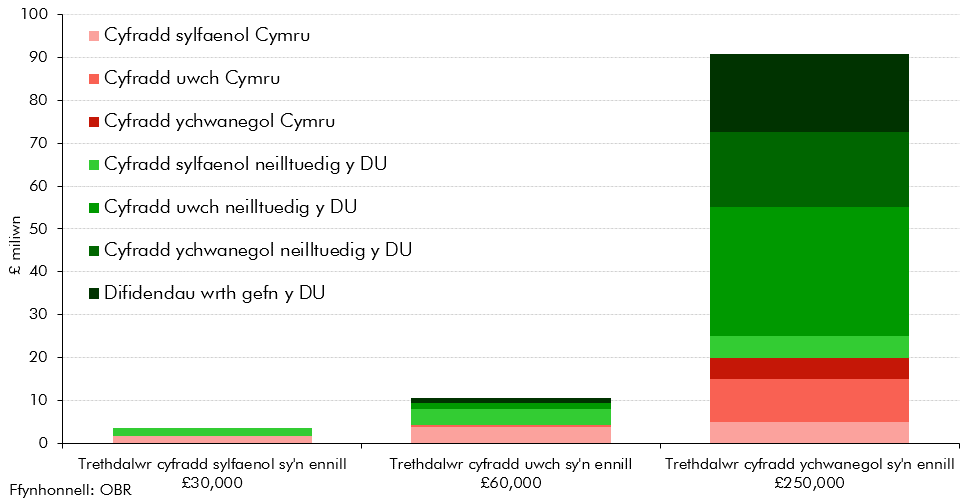 100
90
80
70
60
50
40
30
20
10
0
£ miliwn
Cyfradd sylfaenol Cymru
Cyfradd uwch Cymru
Cyfradd ychwanegol Cymru
Cyfradd sylfaenol neilltuedig y DU
Cyfradd uwch neilltuedig y DU
Cyfradd ychwanegol neilltuedig y DU
Difidendau wrth gefn y DU
Trethdalwr cyfradd sylfaenol sy'n ennill
£30,000
Trethdalwr cyfradd uwch sy'n ennill
£60,000
Trethdalwr cyfradd ychwanegol sy'n ennill
£250,000
Ffynhonnell: OBR